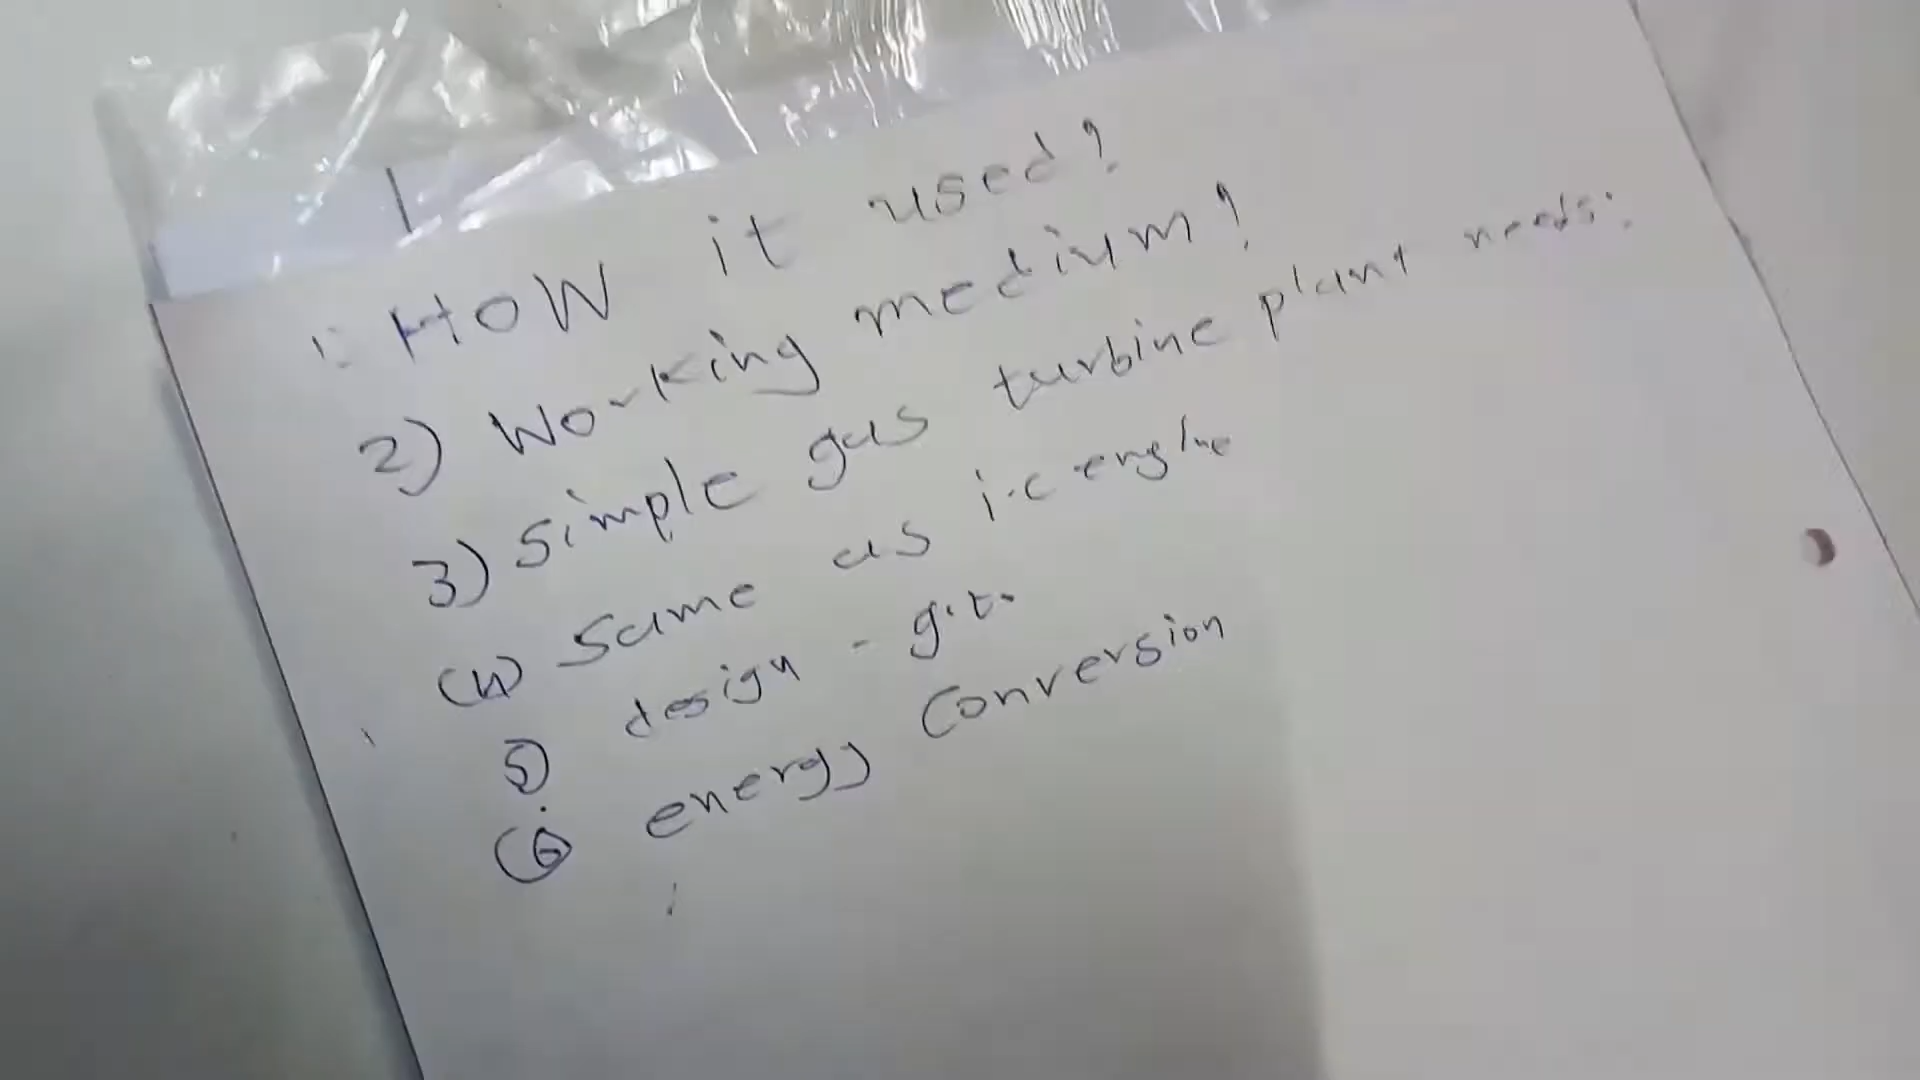 1: HOW it used?
2) Working medium?
3) simple gas turbine plant needs:
(4) Same as i.c engine
5) design - g.t.
(6) energy conversion